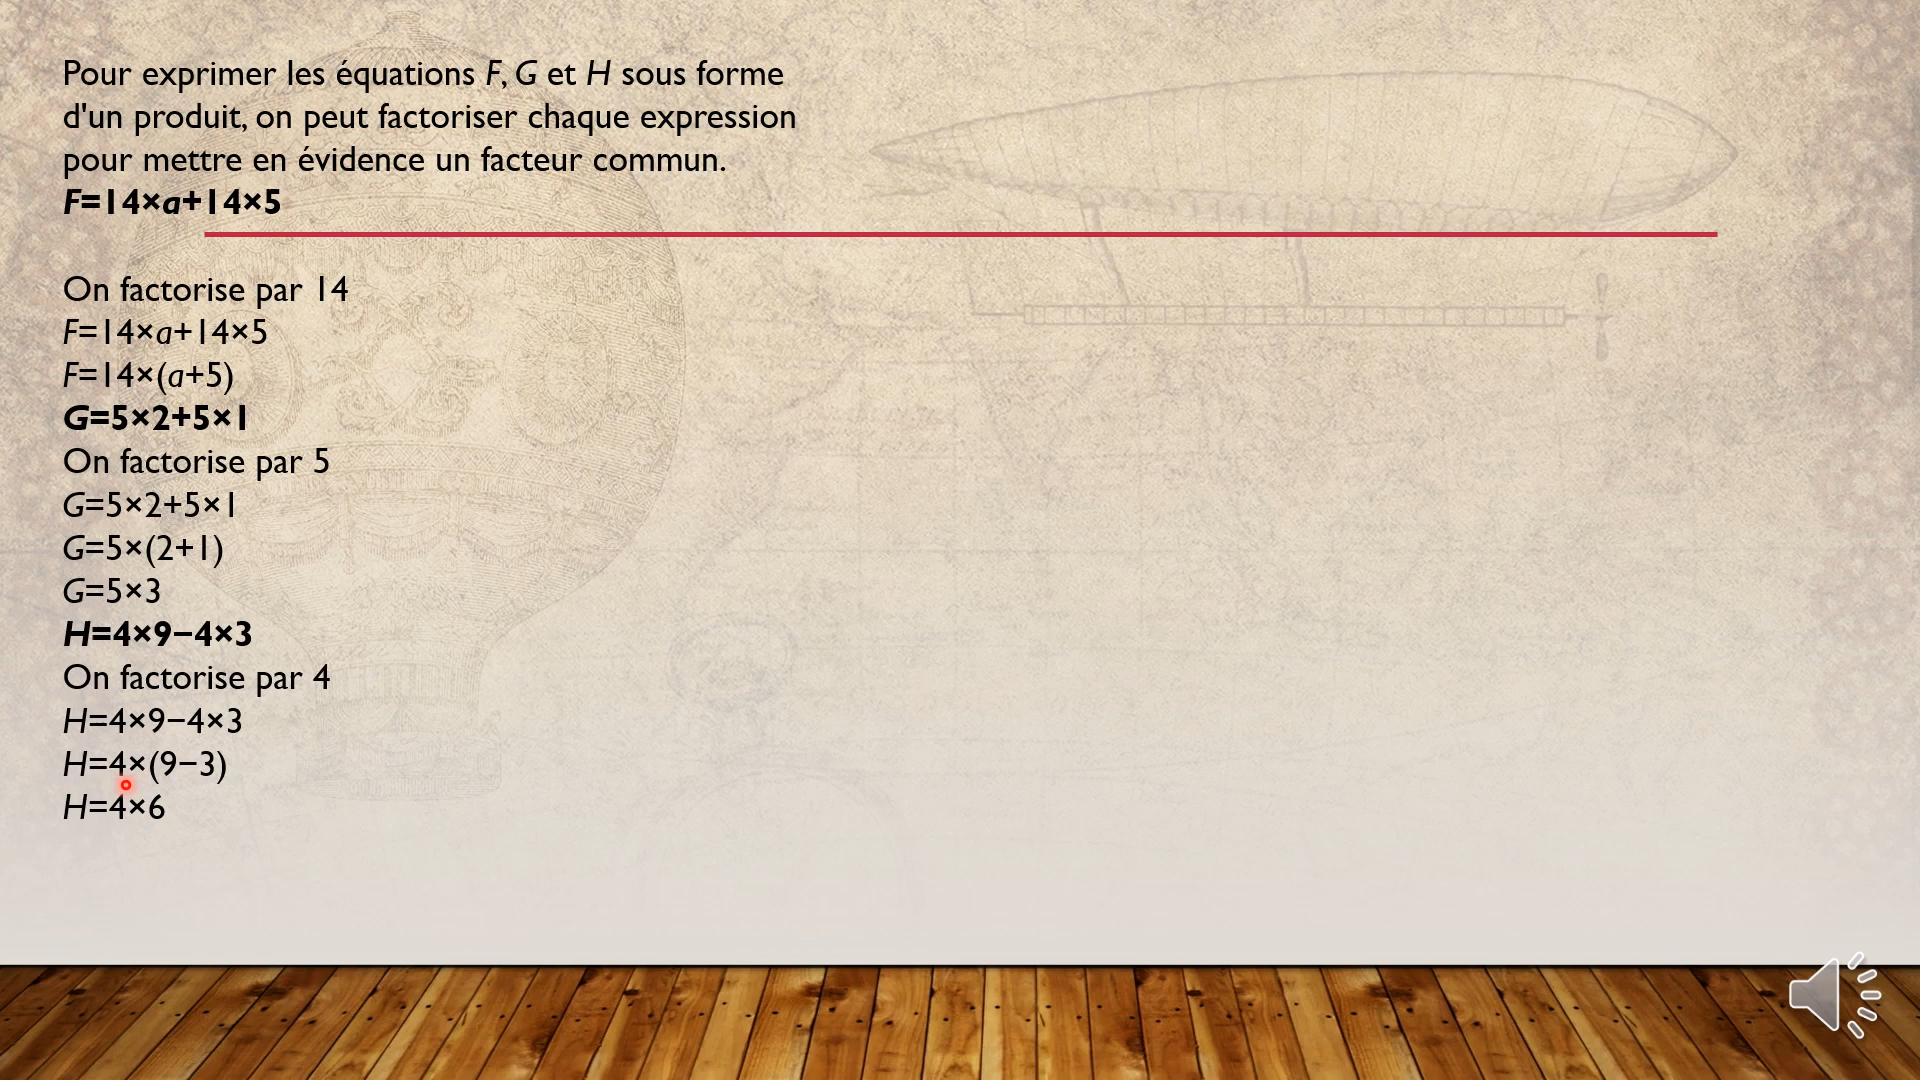 Pour exprimer les équations F, G et H sous forme
d'un produit, on peut factoriser chaque expression
pour mettre en évidence un facteur commun.
F=14×a+14×5
On factorise par 14
F=14×a+14×5
F=14×(a+5)
G=5×2+5×1
On factorise par 5
G=5×2+5×1
G=5×(2+1)
G=5×3
H=4×9−4×3
On factorise par 4
H=4×9−4×3
H=4×(9−3)
H=4×6